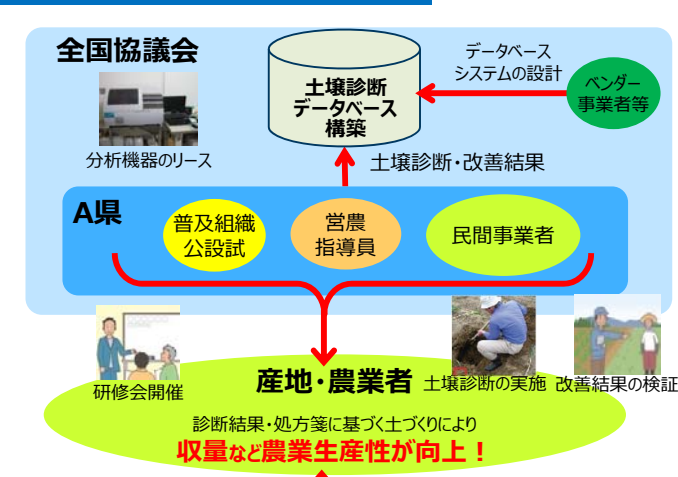 全国協議会
データベース
システムの設計
土壌診断
データベース
構築
ベンダー
事業者等
分析機器のリース
土壌診断・改善結果
A県
普及組織
公設試
営農
指導員
民間事業者
産地・農業者
研修会開催
土壌診断の実施
改善結果の検証
診断結果・処方箋に基づく土づくりにより
収量など農業生産性が向上！